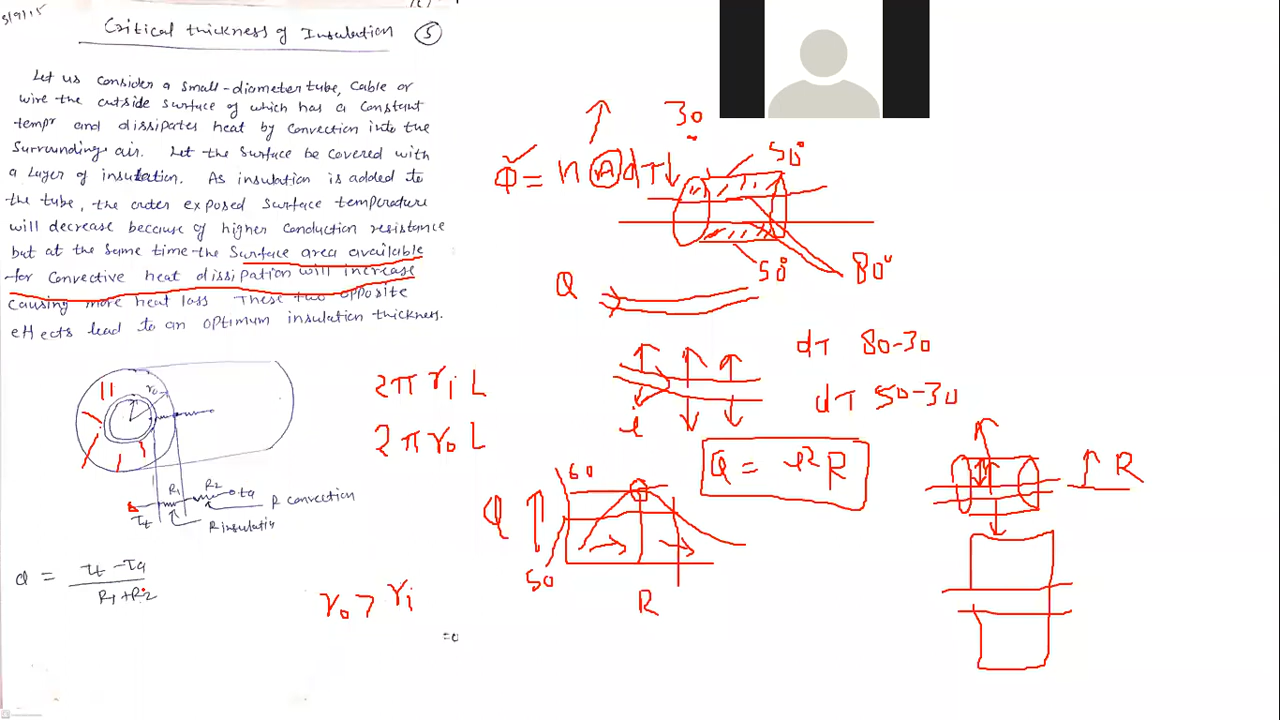 5/9/15
Critical thickness of Insulation 5
Let us consider a small-diameter tube, cable or
wire the outside surface of which has a constant
tempr and dissipates heat by convection into the
surrounding air. Let the surface be covered with
a layer of insulation. As insulation is added to
the tube, the outer exposed surface temperature
will decrease because of higher conduction resistance
but at the same time the surface area available
for convective heat dissipation will increase
causing more heat loss These two opposite
effects lead to an optimum insulation thickness.
ro
R1
R2
ta
R convection
Tt
R insulatin
Q = Tt - Ta
R1 + R2
2π ri L
2π ro L
ro > ri
=0
30
Q = h A dT ↓
50°
50°
80°
Q
dT 80-30
dT 50-30
i
Q = i² R
60
Q ↑
50
R
↑ R